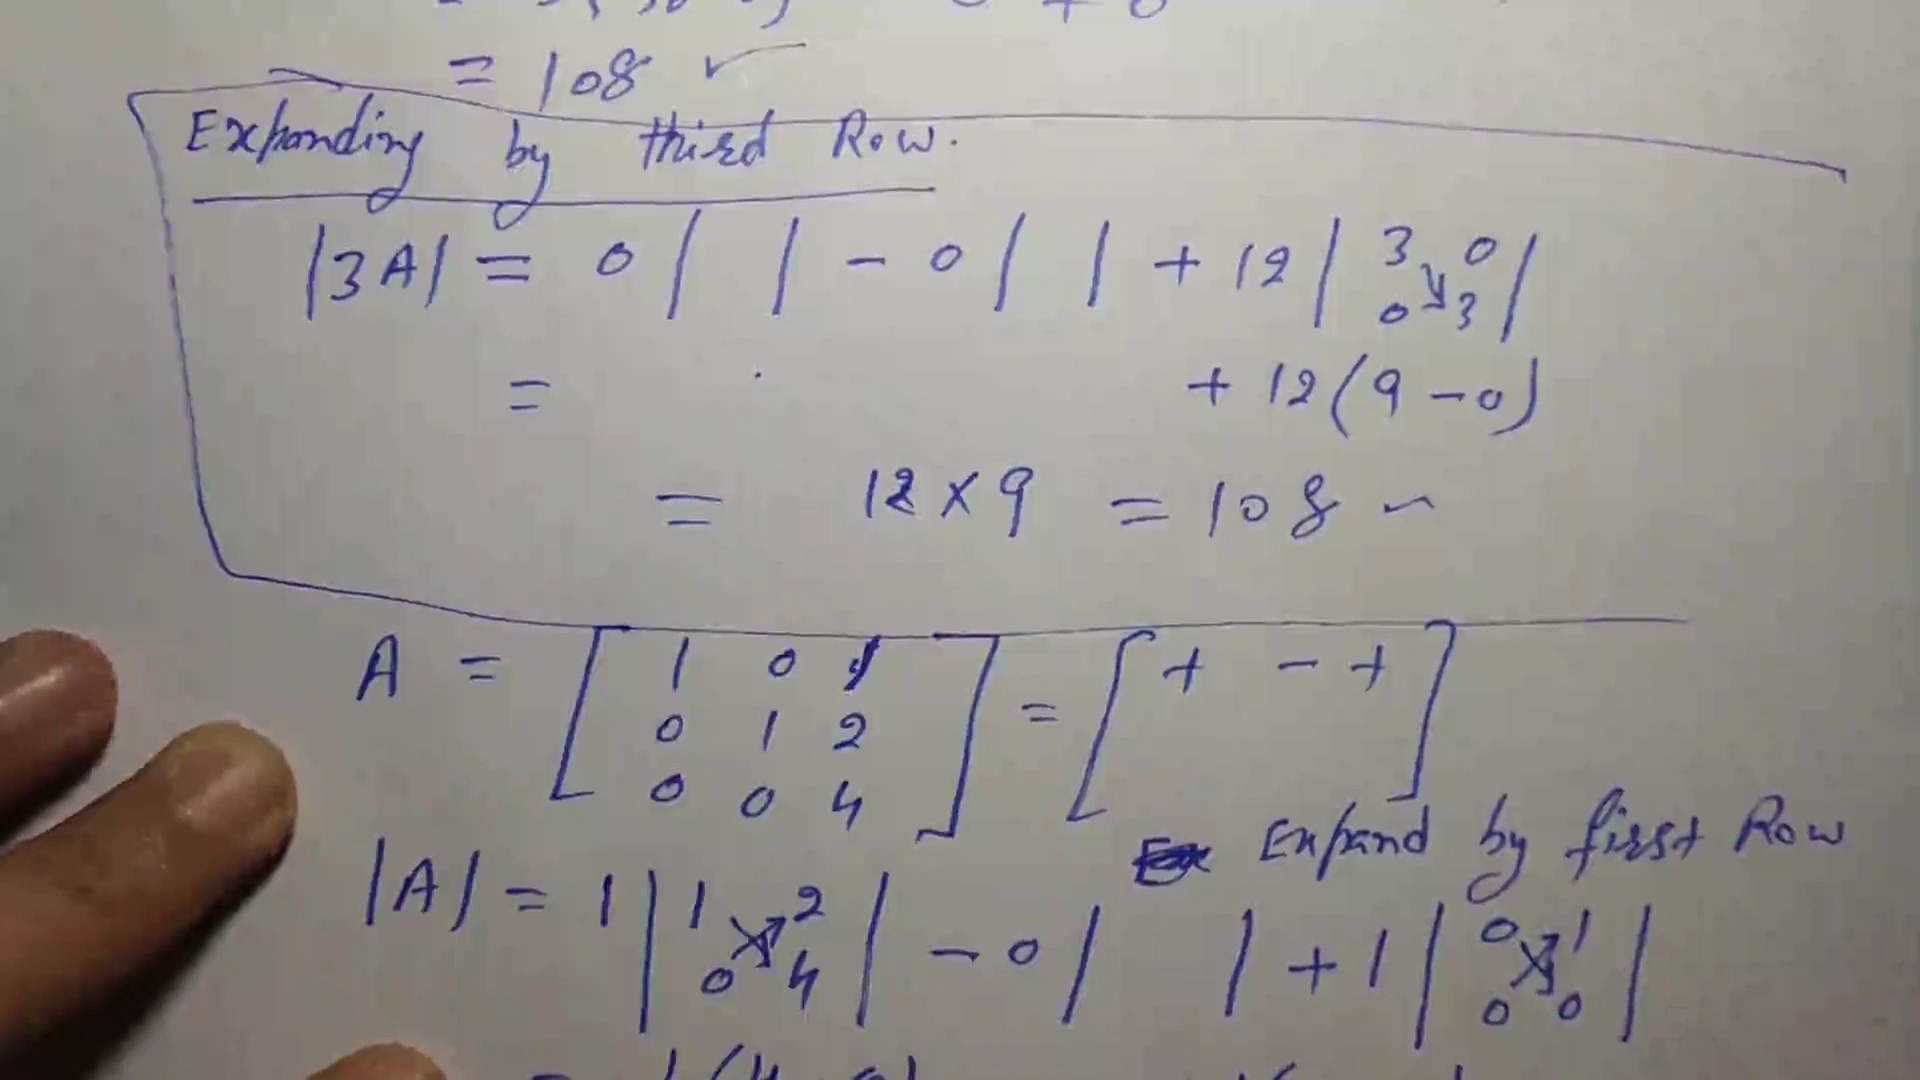 = 108 ✓
Expanding by third Row.
|3A| = 0 | | - 0 | | + 12 | 3 0 |
0 3
= + 12 (9 - 0)
= 12 × 9 = 108
A = [ 1 0 1 ] = [ + - + ]
0 1 2
0 0 4
Expand by first Row
|A| = 1 | 1 2 | - 0 | | + 1 | 0 1 |
0 4 0 0